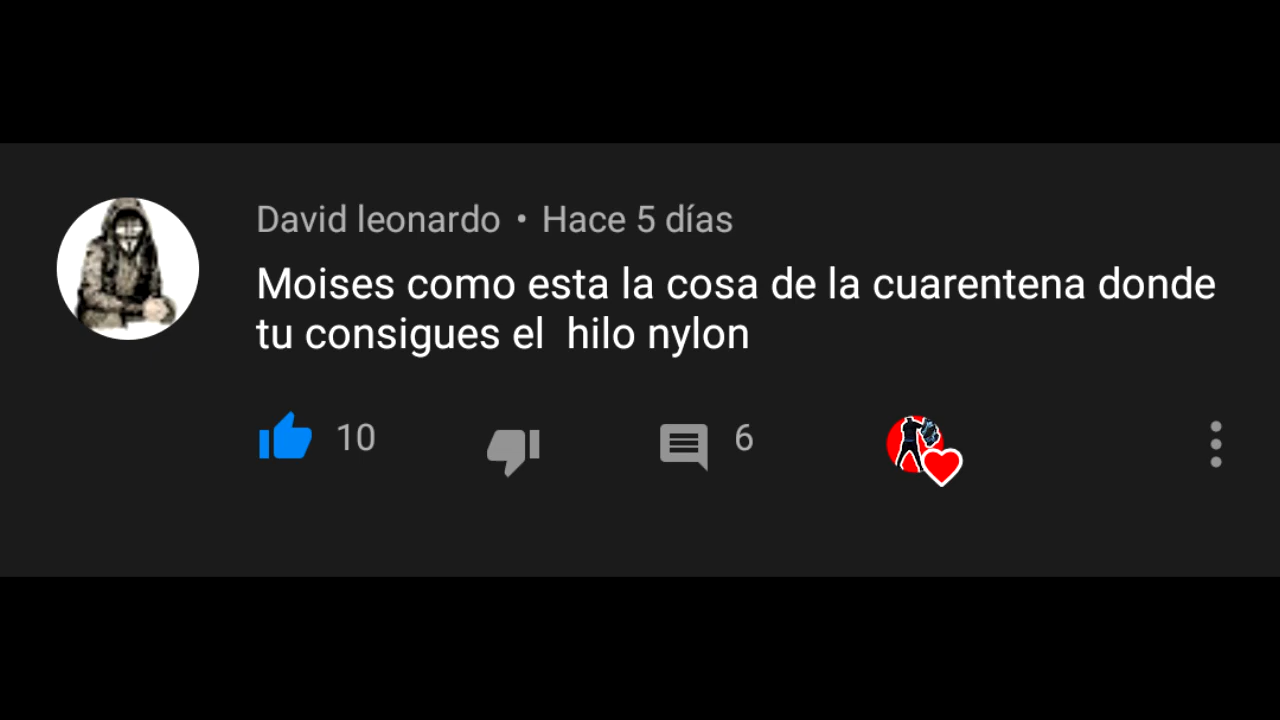 David leonardo • Hace 5 días
Moises como esta la cosa de la cuarentena donde
tu consigues el  hilo nylon
10
6